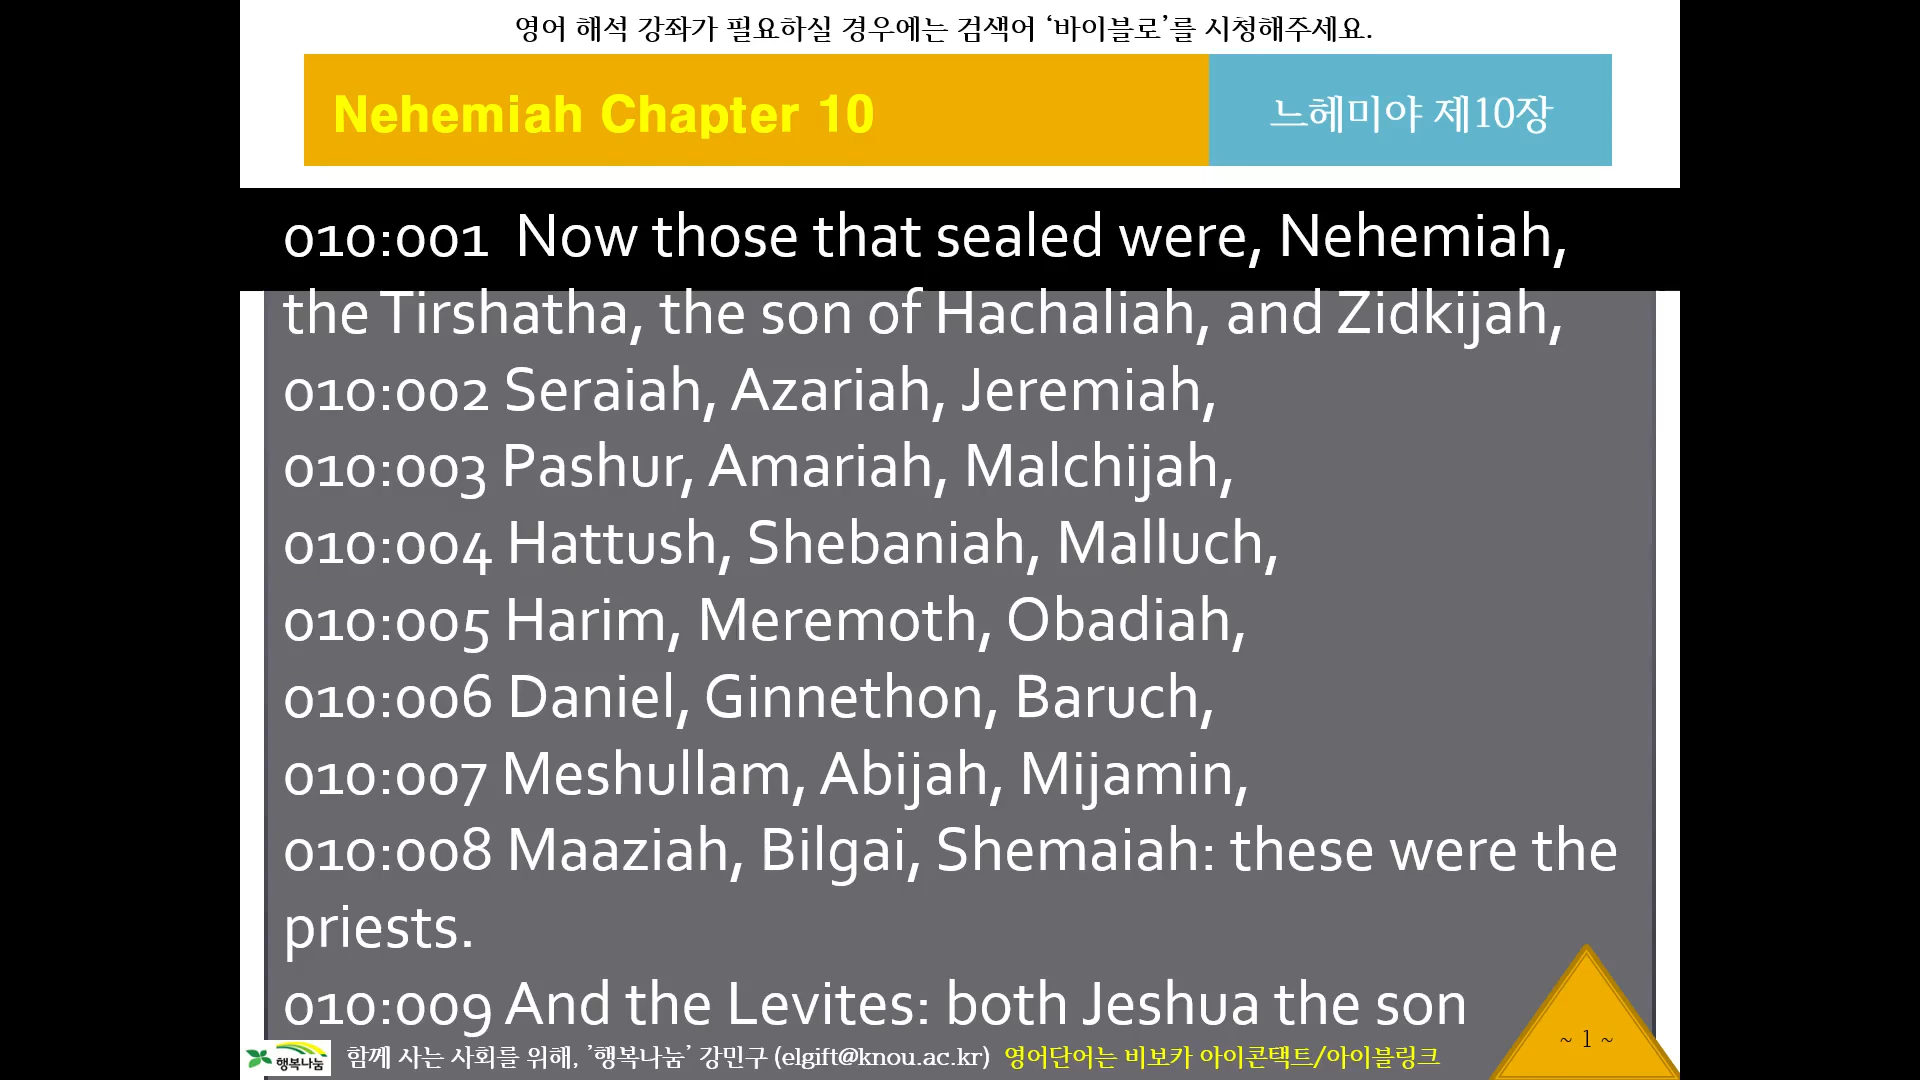 영어 해석 강좌가 필요하실 경우에는 검색어 ‘바이블로’를 시청해주세요.
Nehemiah Chapter 10
느헤미야 제10장
010:001 Now those that sealed were, Nehemiah,
the Tirshatha, the son of Hachaliah, and Zidkijah,
010:002 Seraiah, Azariah, Jeremiah,
010:003 Pashur, Amariah, Malchijah,
010:004 Hattush, Shebaniah, Malluch,
010:005 Harim, Meremoth, Obadiah,
010:006 Daniel, Ginnethon, Baruch,
010:007 Meshullam, Abijah, Mijamin,
010:008 Maaziah, Bilgai, Shemaiah: these were the
priests.
010:009 And the Levites: both Jeshua the son
~ 1 ~
행복나눔
함께 사는 사회를 위해, ’행복나눔’ 강민구 (elgift@knou.ac.kr) 영어단어는 비보카 아이콘택트/아이블링크